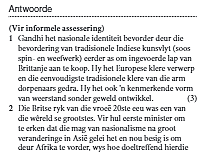 Antwoorde
(Vir informele assessering)
1 Gandhi het nasionale identiteit bevorder deur die
bevordering van tradisionele Indiese kunsvlyt (soos
spin- en weefwerk) eerder as om ingevoerde lap van
Brittanje aan te koop. Hy het Europese klere verwerp
en die eenvoudigste tradisionele klere van die arm
dorpenaars gedra. Hy het ook 'n kenmerkende vorm
van weerstand sonder geweld ontwikkel. (3)
2 Die Britse ryk van die vroeë 20ste eeu was een van
die wêreld se grootstes. Vir hul eerste minister om
te erken dat die mag van nasionalisme na groot
veranderinge in Asië gelei het en nou besig is om
deur Afrika te vorder, wys hoe doeltreffend hierdie